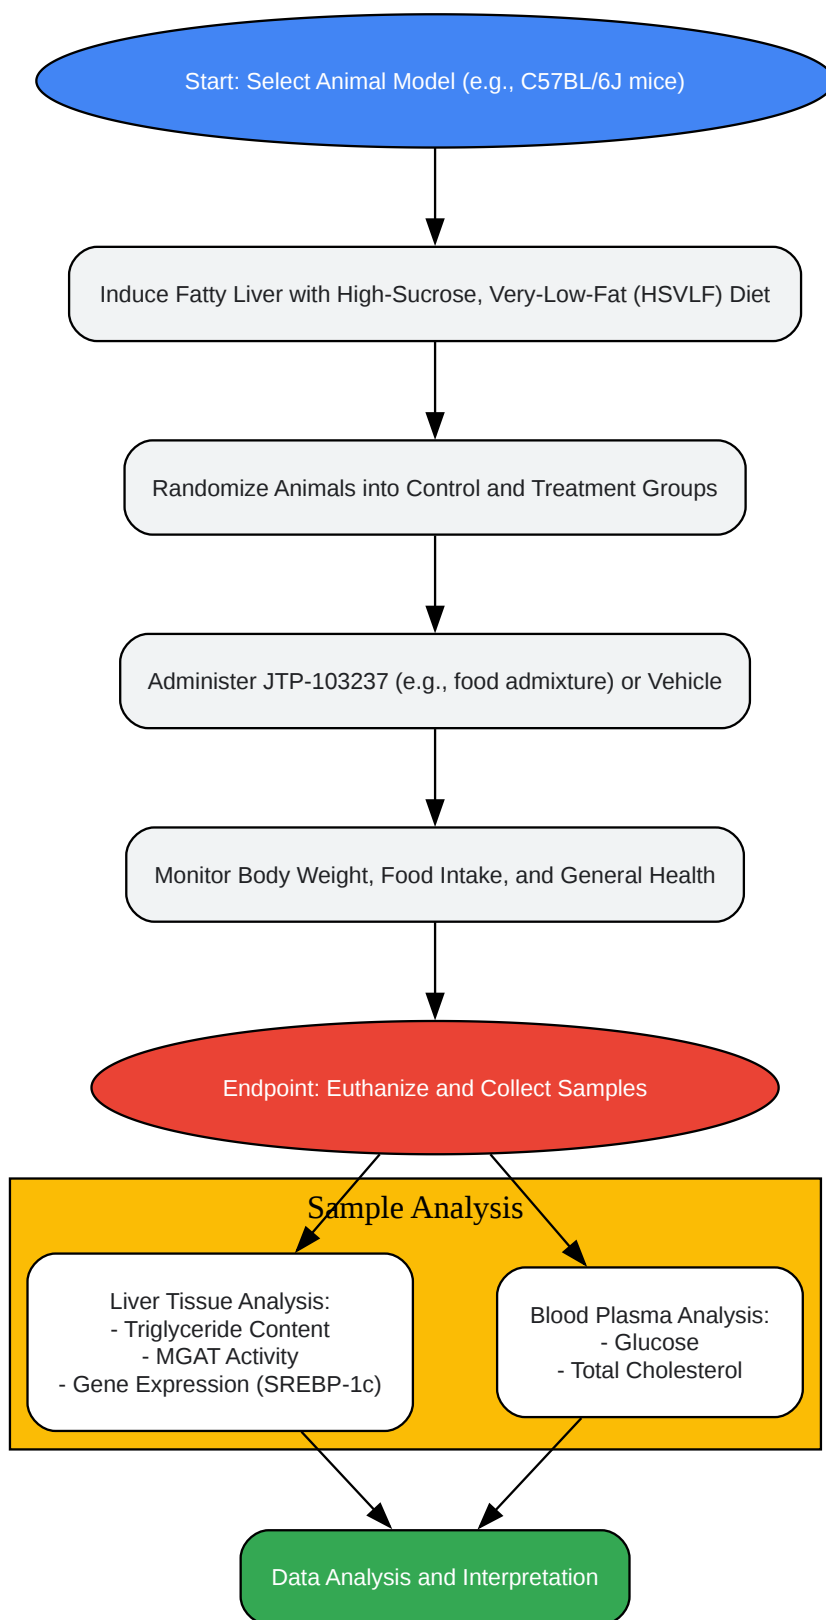 Start: Select Animal Model (e.g., C57BL/6J mice)
Induce Fatty Liver with High-Sucrose, Very-Low-Fat (HSVLF) Diet
Randomize Animals into Control and Treatment Groups
Administer JTP-103237 (e.g., food admixture) or Vehicle
Monitor Body Weight, Food Intake, and General Health
Endpoint: Euthanize and Collect Samples
Sample Analysis
Liver Tissue Analysis:
- Triglyceride Content
- MGAT Activity
- Gene Expression (SREBP-1c)
Blood Plasma Analysis:
- Glucose
- Total Cholesterol
Data Analysis and Interpretation